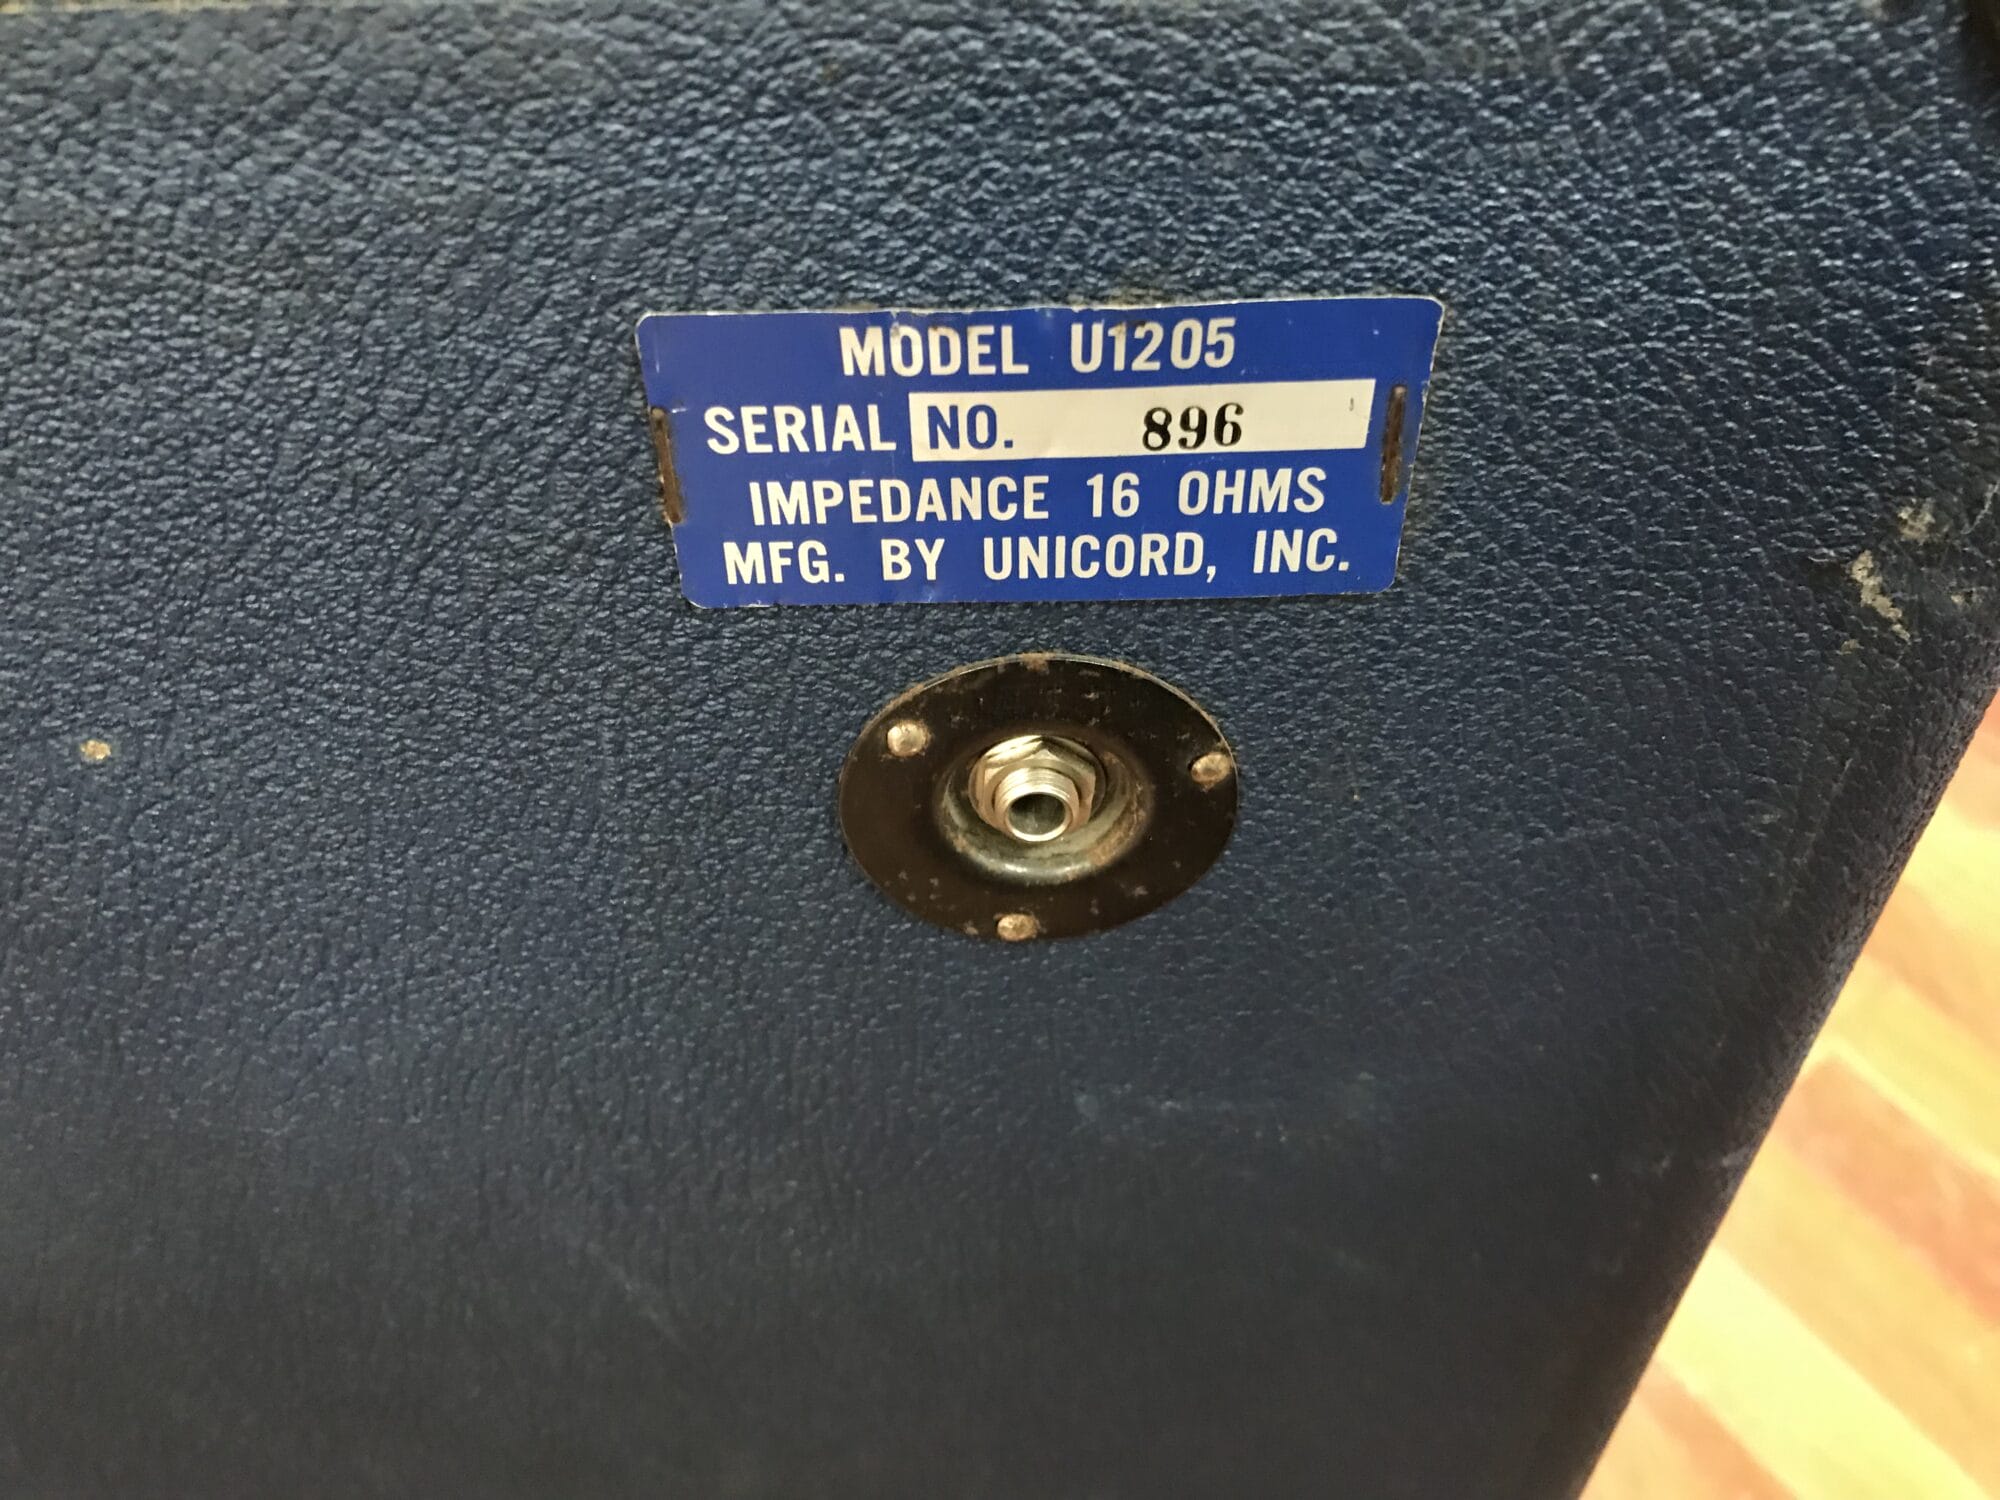 MODEL U1205
SERIAL NO. 896
IMPEDANCE 16 OHMS
MFG. BY UNICORD, INC.